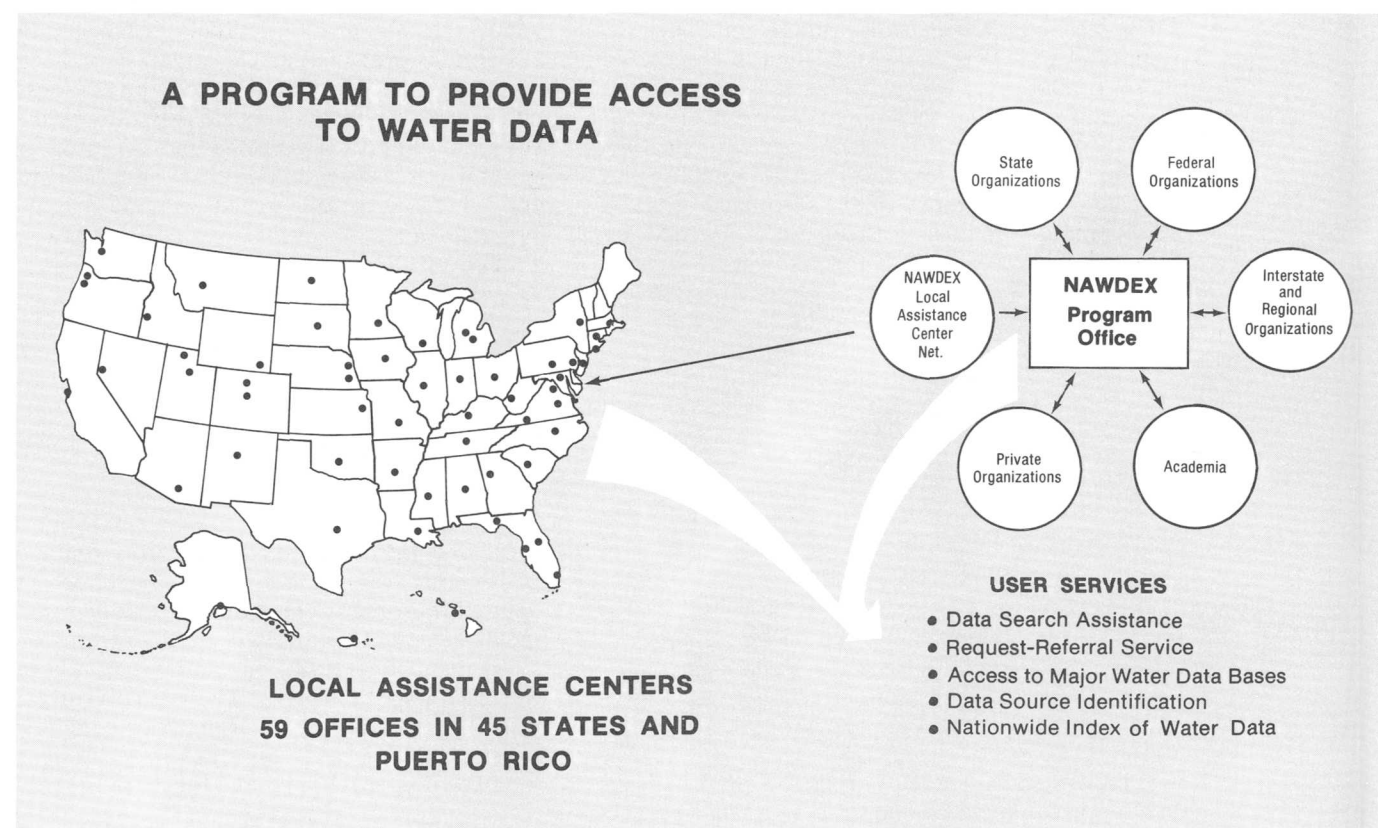 A PROGRAM TO PROVIDE ACCESS
TO WATER DATA
State
Organizations
Federal
Organizations
NAWDEX
Local
Assistance
Center
Net.
NAWDEX
Program
Office
Interstate
and
Regional
Organizations
Private
Organizations
Academia
LOCAL ASSISTANCE CENTERS
59 OFFICES IN 45 STATES AND
PUERTO RICO
USER SERVICES
• Data Search Assistance
• Request-Referral Service
• Access to Major Water Data Bases
• Data Source Identification
• Nationwide Index of Water Data